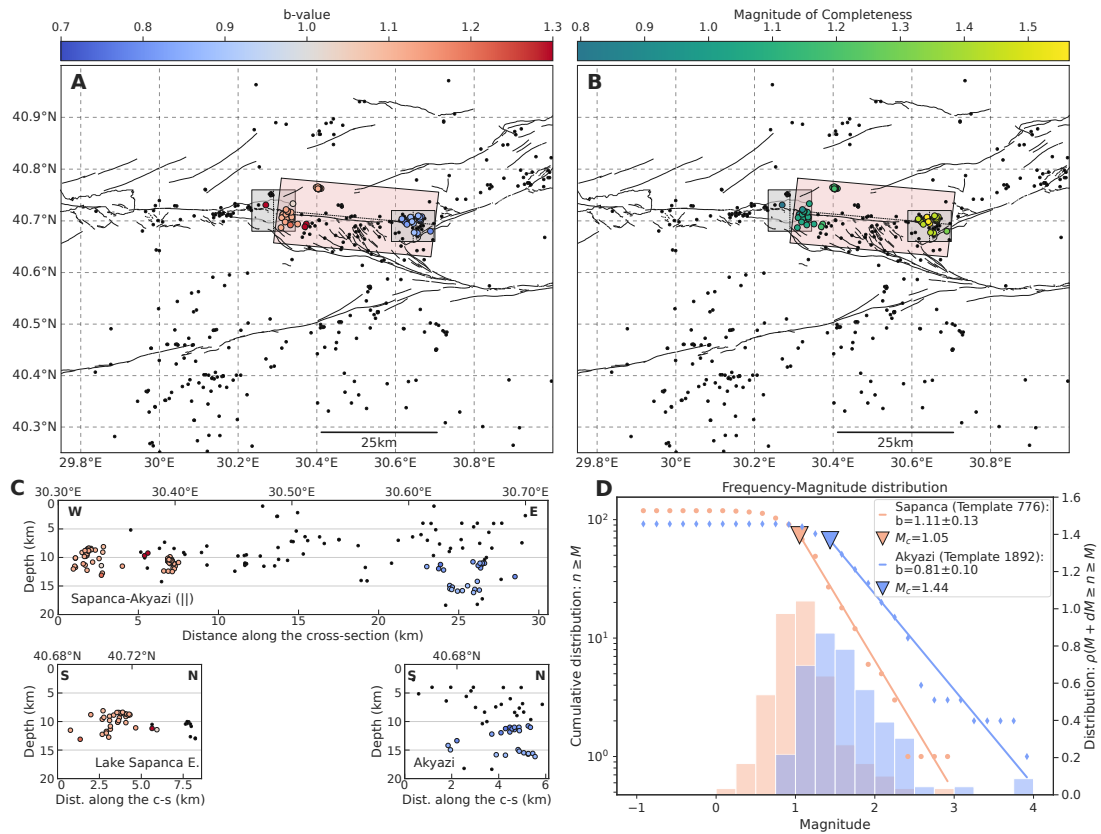 b-value
0.7 0.8 0.9 1.0 1.1 1.2 1.3
Magnitude of Completeness
0.8 0.9 1.0 1.1 1.2 1.3 1.4 1.5
A
40.9°N
40.8°N
40.7°N
40.6°N
40.5°N
40.4°N
40.3°N
25km
29.8°E 30.0°E 30.2°E 30.4°E 30.6°E 30.8°E
B
25km
29.8°E 30.0°E 30.2°E 30.4°E 30.6°E 30.8°E
C
30.30°E 30.40°E 30.50°E 30.60°E 30.70°E
W E
Depth (km)
0
5
10
15
20
Sapanca-Akyazi (||)
0 5 10 15 20 25 30
Distance along the cross-section (km)
40.68°N 40.72°N
S N
Depth (km)
0
5
10
15
20
Lake Sapanca E.
0.0 2.5 5.0 7.5
Dist. along the c-s (km)
40.68°N
S N
Depth (km)
0
5
10
15
20
Akyazi
0 2 4 6
Dist. along the c-s (km)
D
Frequency-Magnitude distribution
Sapanca (Template 776):
b=1.11±0.13
Mc=1.05
Akyazi (Template 1892):
b=0.81±0.10
Mc=1.44
Cumulative distribution: n ≥ M
10²
10¹
10⁰
Distribution: ρ(M + dM ≥ n ≥ M)
1.6
1.4
1.2
1.0
0.8
0.6
0.4
0.2
0.0
−1 0 1 2 3 4
Magnitude